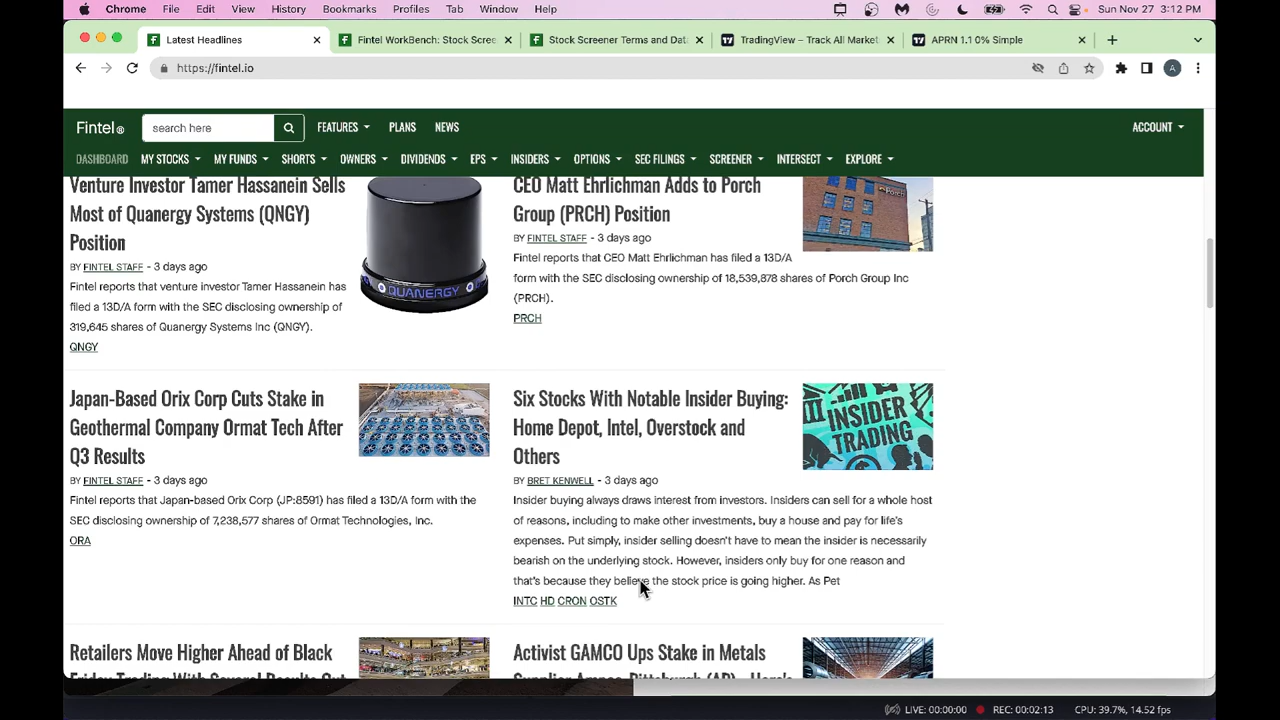 Chrome File Edit View History Bookmarks Profiles Tab Window Help Sun Nov 27 3:12 PM
Latest Headlines Fintel WorkBench: Stock Scree Stock Screener Terms and Dat TradingView – Track All Market APRN 1.1 0% Simple
https://fintel.io A
Fintel® search here FEATURES PLANS NEWS ACCOUNT
DASHBOARD MY STOCKS MY FUNDS SHORTS OWNERS DIVIDENDS EPS INSIDERS OPTIONS SEC FILINGS SCREENER INTERSECT EXPLORE
Venture Investor Tamer Hassanein Sells
Most of Quanergy Systems (QNGY)
Position
BY FINTEL STAFF - 3 days ago
Fintel reports that venture investor Tamer Hassanein has
filed a 13D/A form with the SEC disclosing ownership of
319,645 shares of Quanergy Systems Inc (QNGY).
QNGY
QUANERGY
CEO Matt Ehrlichman Adds to Porch
Group (PRCH) Position
BY FINTEL STAFF - 3 days ago
Fintel reports that CEO Matt Ehrlichman has filed a 13D/A
form with the SEC disclosing ownership of 18,539,878 shares of Porch Group Inc
(PRCH).
PRCH
Porch
Japan-Based Orix Corp Cuts Stake in
Geothermal Company Ormat Tech After
Q3 Results
BY FINTEL STAFF - 3 days ago
Fintel reports that Japan-based Orix Corp (JP:8591) has filed a 13D/A form with the
SEC disclosing ownership of 7,238,577 shares of Ormat Technologies, Inc.
ORA
Six Stocks With Notable Insider Buying:
Home Depot, Intel, Overstock and
Others
BY BRET KENWELL - 3 days ago
Insider buying always draws interest from investors. Insiders can sell for a whole host
of reasons, including to make other investments, buy a house and pay for life's
expenses. Put simply, insider selling doesn't have to mean the insider is necessarily
bearish on the underlying stock. However, insiders only buy for one reason and
that's because they believe the stock price is going higher. As Pet
INTC HD CRON OSTK
INSIDER
TRADING
Retailers Move Higher Ahead of Black
Friday Trading With Several Results Out
Activist GAMCO Ups Stake in Metals
Supplier Ampco-Pittsburgh (AP) - Here's
LIVE: 00:00:00 REC: 00:02:13 CPU: 39.7%, 14.52 fps